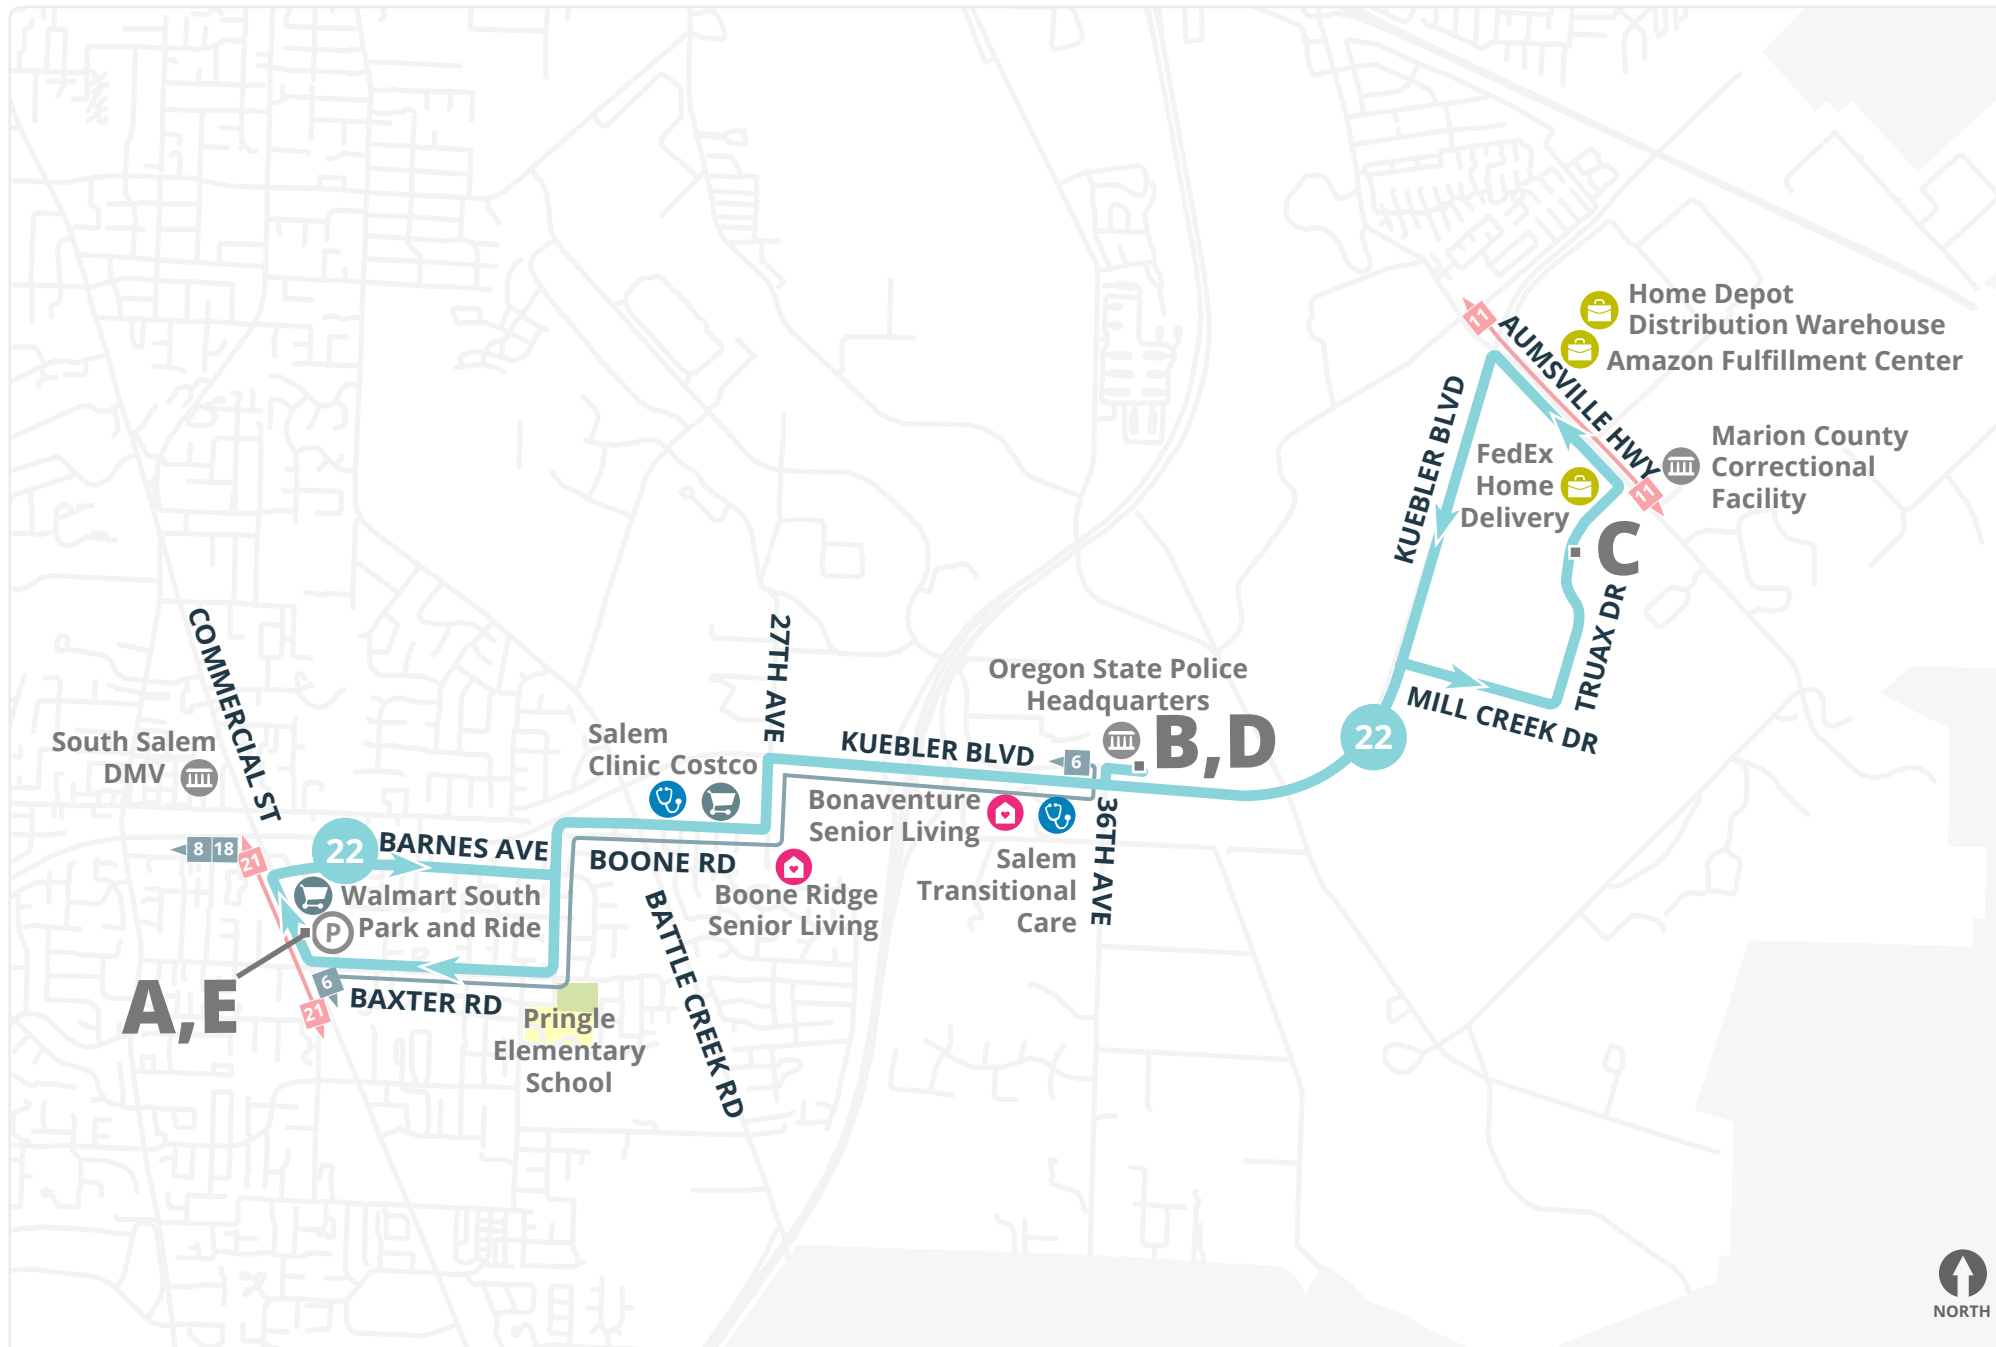 Home Depot
Distribution Warehouse
Amazon Fulfillment Center
11
AUMSVILLE HWY
11
KUEBLER BLVD
FedEx
Home
Delivery
Marion County
Correctional
Facility
C
TRUAX DR
MILL CREEK DR
22
Oregon State Police
Headquarters
B,D
6
KUEBLER BLVD
27TH AVE
36TH AVE
Salem
Clinic
Costco
Bonaventure
Senior Living
Salem
Transitional
Care
COMMERCIAL ST
South Salem
DMV
8 18
21
22
BARNES AVE
BOONE RD
Boone Ridge
Senior Living
BATTLE CREEK RD
Walmart South
Park and Ride
P
A,E
6
21
BAXTER RD
Pringle
Elementary
School
NORTH